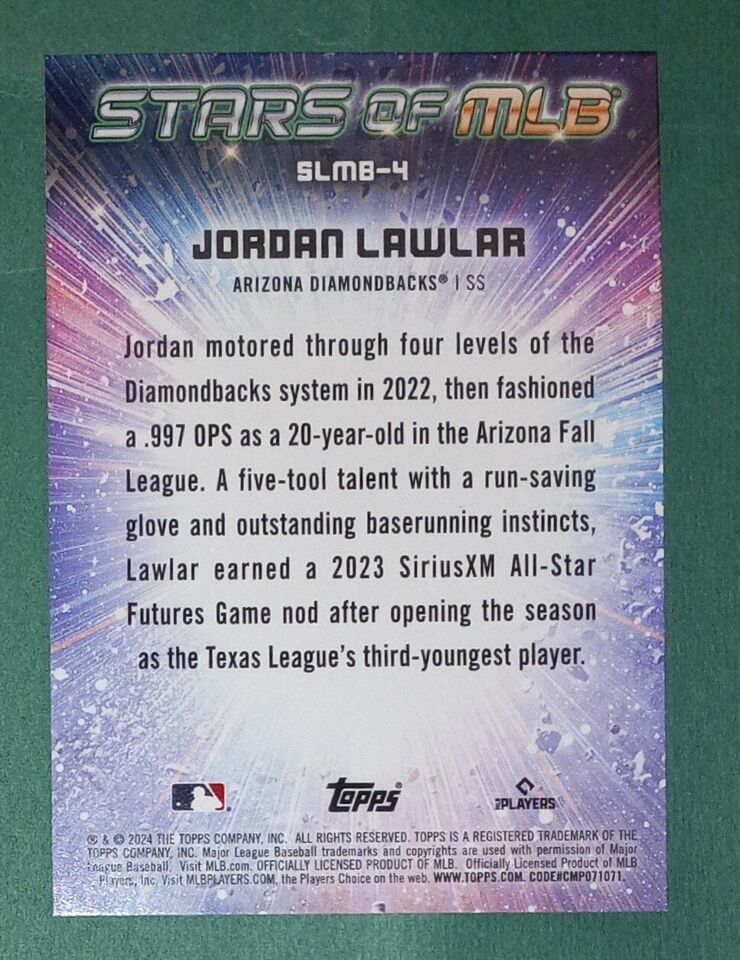 STARS OF MLB®
SLMB-4
JORDAN LAWLAR
ARIZONA DIAMONDBACKS® | SS
Jordan motored through four levels of the
Diamondbacks system in 2022, then fashioned
a .997 OPS as a 20-year-old in the Arizona Fall
League. A five-tool talent with a run-saving
glove and outstanding baserunning instincts,
Lawlar earned a 2023 SiriusXM All-Star
Futures Game nod after opening the season
as the Texas League's third-youngest player.
topps®
MLBPLAYERS
® & © 2024 THE TOPPS COMPANY, INC. ALL RIGHTS RESERVED. TOPPS IS A REGISTERED TRADEMARK OF THE
TOPPS COMPANY, INC. Major League Baseball trademarks and copyrights are used with permission of Major
League Baseball. Visit MLB.com. OFFICIALLY LICENSED PRODUCT OF MLB. Officially Licensed Product of MLB
Players, Inc. Visit MLBPLAYERS.COM, the Players Choice on the web. WWW.TOPPS.COM. CODE#CMP071071.